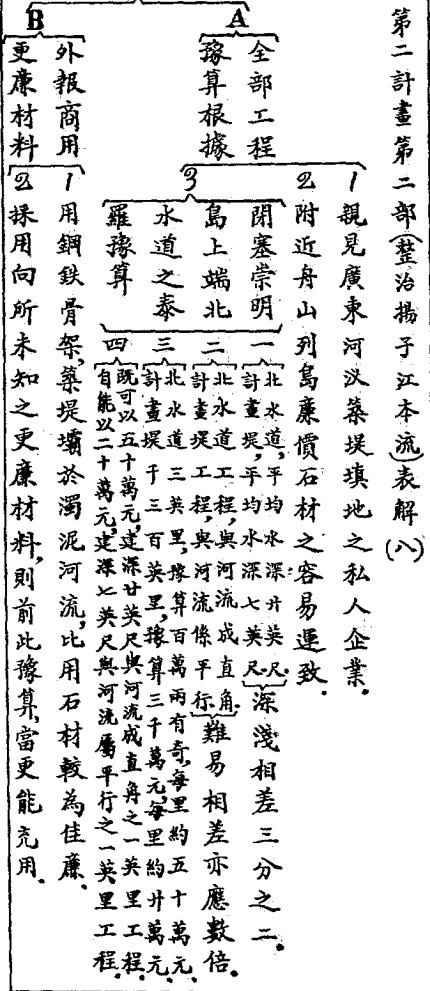 第二計畫第二部(整治揚子江本流)表解(八)
A
全部工程
豫算根據
1親見廣東河汊築堤填地之私人企業.
2附近舟山列島廉價石材之容易運致.
3
閉塞崇明
島上端北
水道之泰
羅豫算
一
北水道,平均水深廿英尺.
計畫堤,平均水深七英尺.
深淺相差三分之二.
二
北水道工程,與河流成直角.
計畫堤工程,與河流係平行.
難易相差亦應數倍.
三
北水道三英里,豫算百萬兩有奇,每里約五十萬元.
計畫堤千三百英里,豫算三千萬元,每里約廿萬元.
四
既可以五十萬元,建深廿英尺與河流成直角之一英里工程.
自能以二十萬元,建深七英尺與河流屬平行之一英里工程.
B
外報商用
更廉材料
1用鋼鉄骨架,築堤壩於濁泥河流,比用石材較為佳廉.
2採用向所未知之更廉材料,則前此豫算,當更能充用.